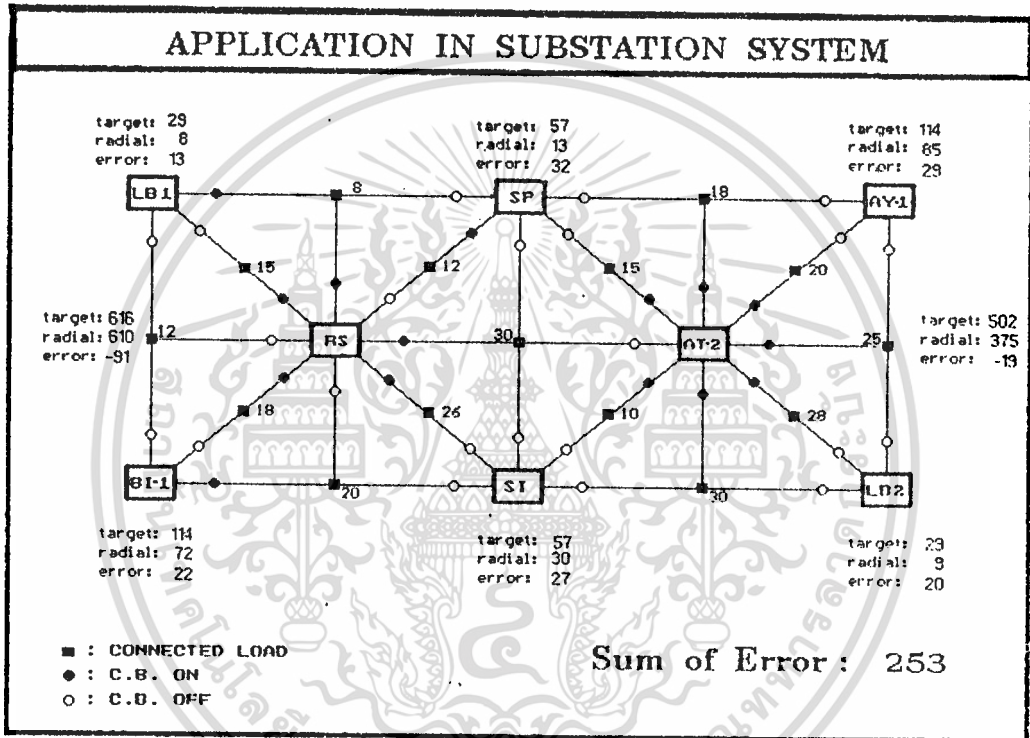 APPLICATION IN SUBSTATION SYSTEM
target: 29
radial: 8
error: 13
target: 57
radial: 13
error: 32
target: 114
radial: 85
error: 29
LB1
8
SP
18
AY-1
15
12
15
20
target: 616
radial: 610
error: -91
12
RS
30
AT-2
25
target: 502
radial: 375
error: -19
18
26
10
28
BI-1
20
SI
30
LB2
target: 114
radial: 72
error: 22
target: 57
radial: 30
error: 27
target: 29
radial: 9
error: 20
■ : CONNECTED LOAD
● : C.B. ON
○ : C.B. OFF
Sum of Error : 253